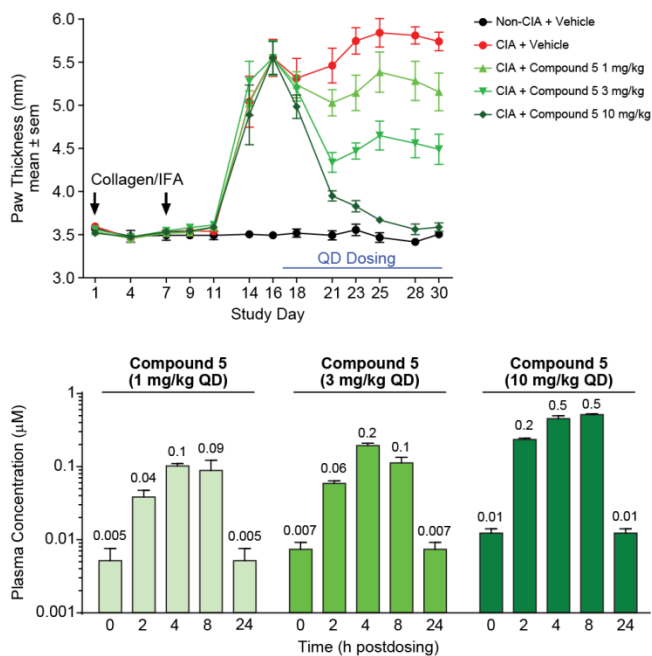 Non-CIA + Vehicle
CIA + Vehicle
CIA + Compound 5 1 mg/kg
CIA + Compound 5 3 mg/kg
CIA + Compound 5 10 mg/kg
Paw Thickness (mm)
mean ± sem
6.0
5.5
5.0
4.5
4.0
3.5
3.0
Collagen/IFA
QD Dosing
1 4 7 9 11 14 16 18 21 23 25 28 30
Study Day
Compound 5
(1 mg/kg QD)
Compound 5
(3 mg/kg QD)
Compound 5
(10 mg/kg QD)
Plasma Concentration (μM)
1
0.1
0.01
0.001
0.005 0.04 0.1 0.09 0.005
0.007 0.06 0.2 0.1 0.007
0.01 0.2 0.5 0.5 0.01
0 2 4 8 24 0 2 4 8 24 0 2 4 8 24
Time (h postdosing)